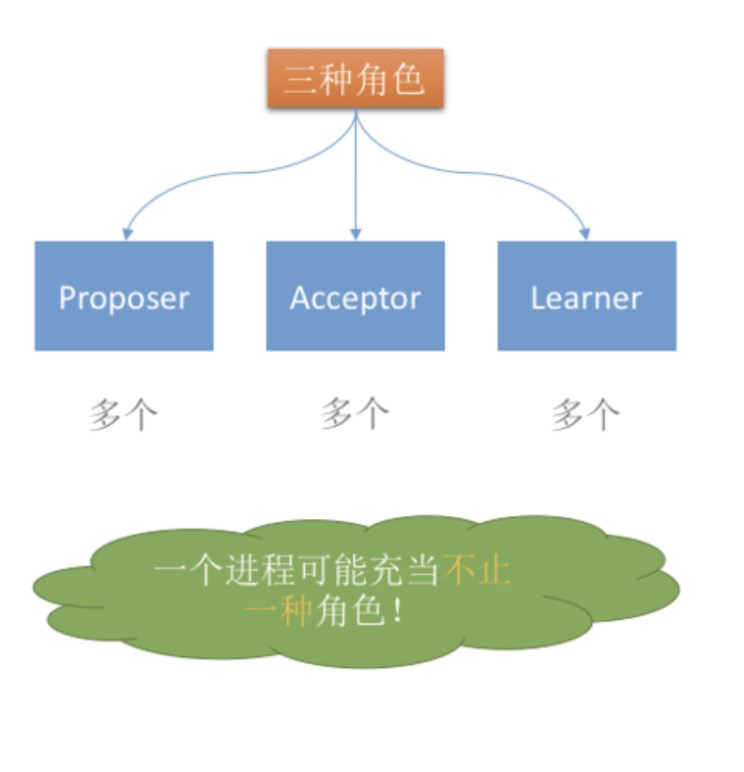 三种角色
Proposer
Acceptor
Learner
多个
多个
多个
一个进程可能充当不止
一种角色！